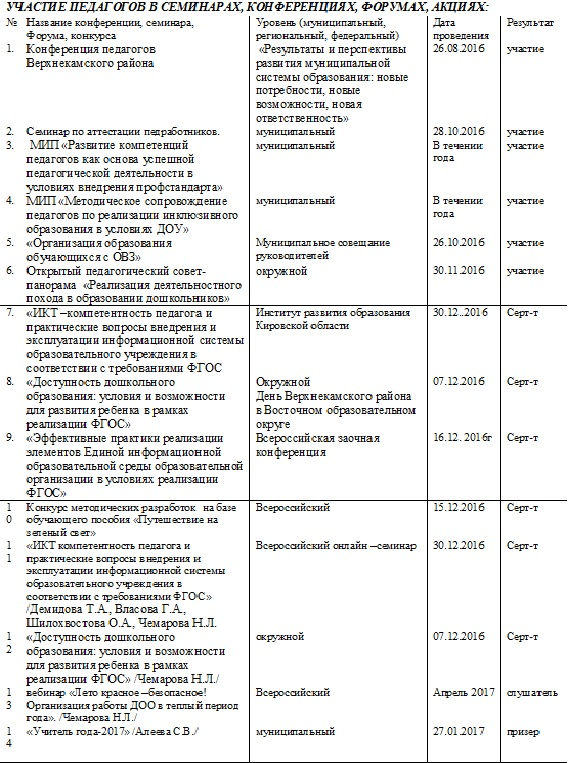 УЧАСТИЕ ПЕДАГОГОВ В СЕМИНАРАХ, КОНФЕРЕНЦИЯХ, ФОРУМАХ, АКЦИЯХ:
№ Название конференции, семинара, Уровень (муниципальный, Дата Результат
Форума, конкурса региональный, федеральный) проведения
1. Конференция педагогов «Результаты и перспективы 26.08.2016 участие
Верхнекамского района развития муниципальной
системы образования:: новые
потребности, новые
возможности, новая
ответственность»
2. Семинар по аттестации педработников. муниципальный 28.10.2016 участие
3. МИП «Развитие компетенций муниципальный В течении участие
педагогов как основа успешной года
педагогической деятельности в
условиях внедрения профстандарта»
4. МИП «Методическое сопровождение муниципальный В течении участие
педагогов по реализации инклюзивного года
образования в условиях ДОУ»
5. «Организация образования Муниципальное совещание 26.10.2016 участие
обучающихся с ОВЗ» руководителей
6. Открытый педагогический совет- окружной 30.11.2016 участие
панорама «Реализация деятельностного
похода в образовании дошкольников»
7. «ИКТ –компетентность педагога и Институт развития образования 30.12..2016 Серт-т
практические вопросы внедрения и Кировской области
эксплуатации информационной системы
образовательного учреждения в
соответствии с требованиями ФГОС
8. «Доступность дошкольного Окружной 07.12.2016 Серт-т
образования: условия и возможности День Верхнекамского района
для развития ребенка в рамках в Восточном образовательном
реализации ФГОС» округе
9. «Эффективные практики реализации Всероссийская заочная 16.12. 2016г Серт-т
элементов Единой информационной конференция
образовательной среды образовательной
организации в условиях реализации
ФГОС»
1 Конкурс методических разработок на базе Всероссийский 15.12.2016 Серт-т
0 обучающего пособия «Путешествие на
зеленый свет»
1 «ИКТ компетентность педагога и Всероссийский онлайн –семинар 30.12.2016 Серт-т
1 практические вопросы внедрения и
эксплуатации информационной системы
образовательного учреждения в
соответствии с требованиями ФГОС»
/Демидова Т.А., Власова Г.А.,
Шилохвостова О.А., Чемарова Н.Л.
1 «Доступность дошкольного окружной 07.12.2016 Серт-т
2 образования: условия и возможности
для развития ребенка в рамках
реализации ФГОС» /Чемарова Н.Л./
1 вебинар «Лето красное –безопасное! Всероссийский Апрель 2017 слушатель
3 Организация работы ДОО в теплый период
года». /Чемарова Н.Л./
1 «Учитель года-2017» /Алеева С.В./ муниципальный 27.01.2017 призер
4